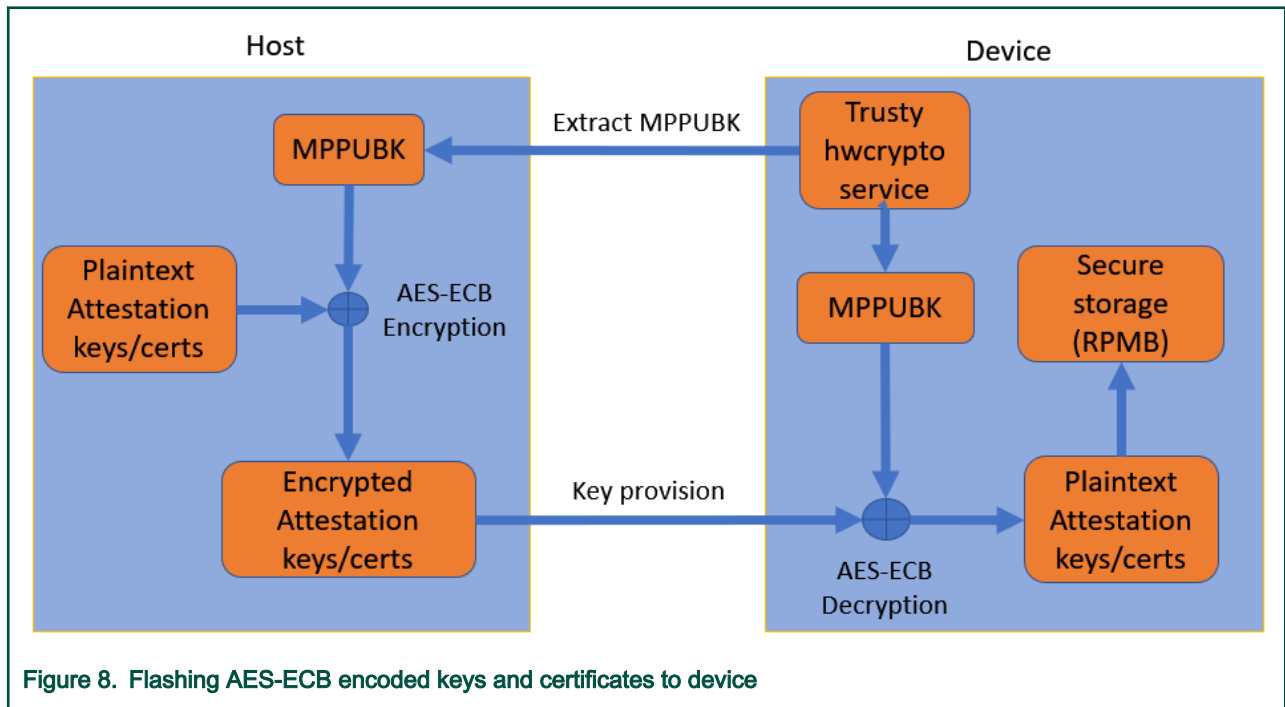 Host
Device
MPPUBK
Extract MPPUBK
Trusty
hwcrypto
service
Plaintext
Attestation
keys/certs
AES-ECB
Encryption
MPPUBK
Secure
storage
(RPMB)
Encrypted
Attestation
keys/certs
Key provision
AES-ECB
Decryption
Plaintext
Attestation
keys/certs
Figure 8. Flashing AES-ECB encoded keys and certificates to device